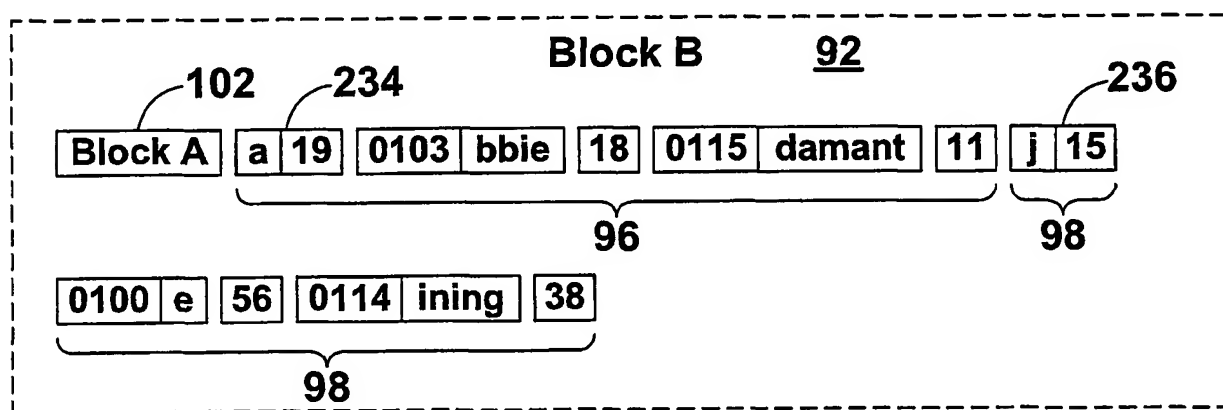 Block B 92
102 234 236
Block A a 19 0103 bbie 18 0115 damant 11 j 15
96 98
0100 e 56 0114 ining 38
98